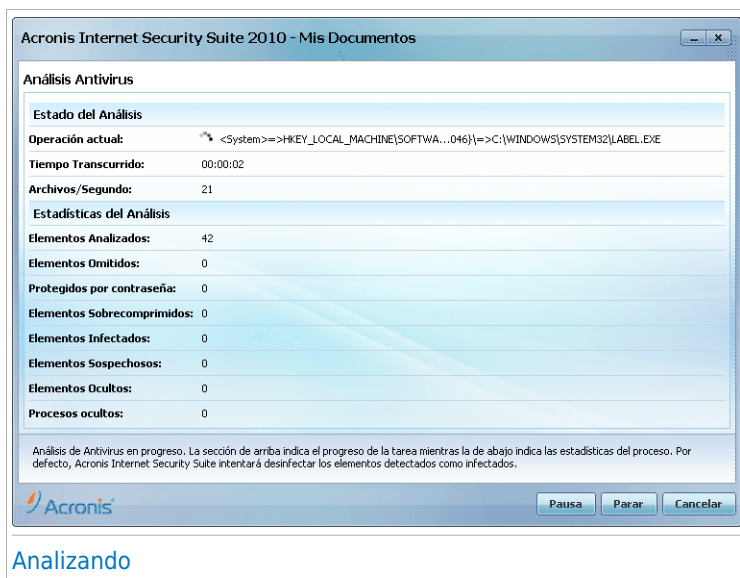 Acronis Internet Security Suite 2010 - Mis Documentos
Análisis Antivirus
Estado del Análisis
Operación actual: <System>=>HKEY_LOCAL_MACHINE\SOFTWA...046}\=>C:\WINDOWS\SYSTEM32\LABEL.EXE
Tiempo Transcurrido: 00:00:02
Archivos/Segundo: 21
Estadísticas del Análisis
Elementos Analizados: 42
Elementos Omitidos: 0
Protegidos por contraseña: 0
Elementos Sobrecomprimidos: 0
Elementos Infectados: 0
Elementos Sospechosos: 0
Elementos Ocultos: 0
Procesos ocultos: 0
Análisis de Antivirus en progreso. La sección de arriba indica el progreso de la tarea mientras la de abajo indica las estadísticas del proceso. Por
defecto, Acronis Internet Security Suite intentará desinfectar los elementos detectados como infectados.
Acronis Pausa Parar Cancelar
Analizando